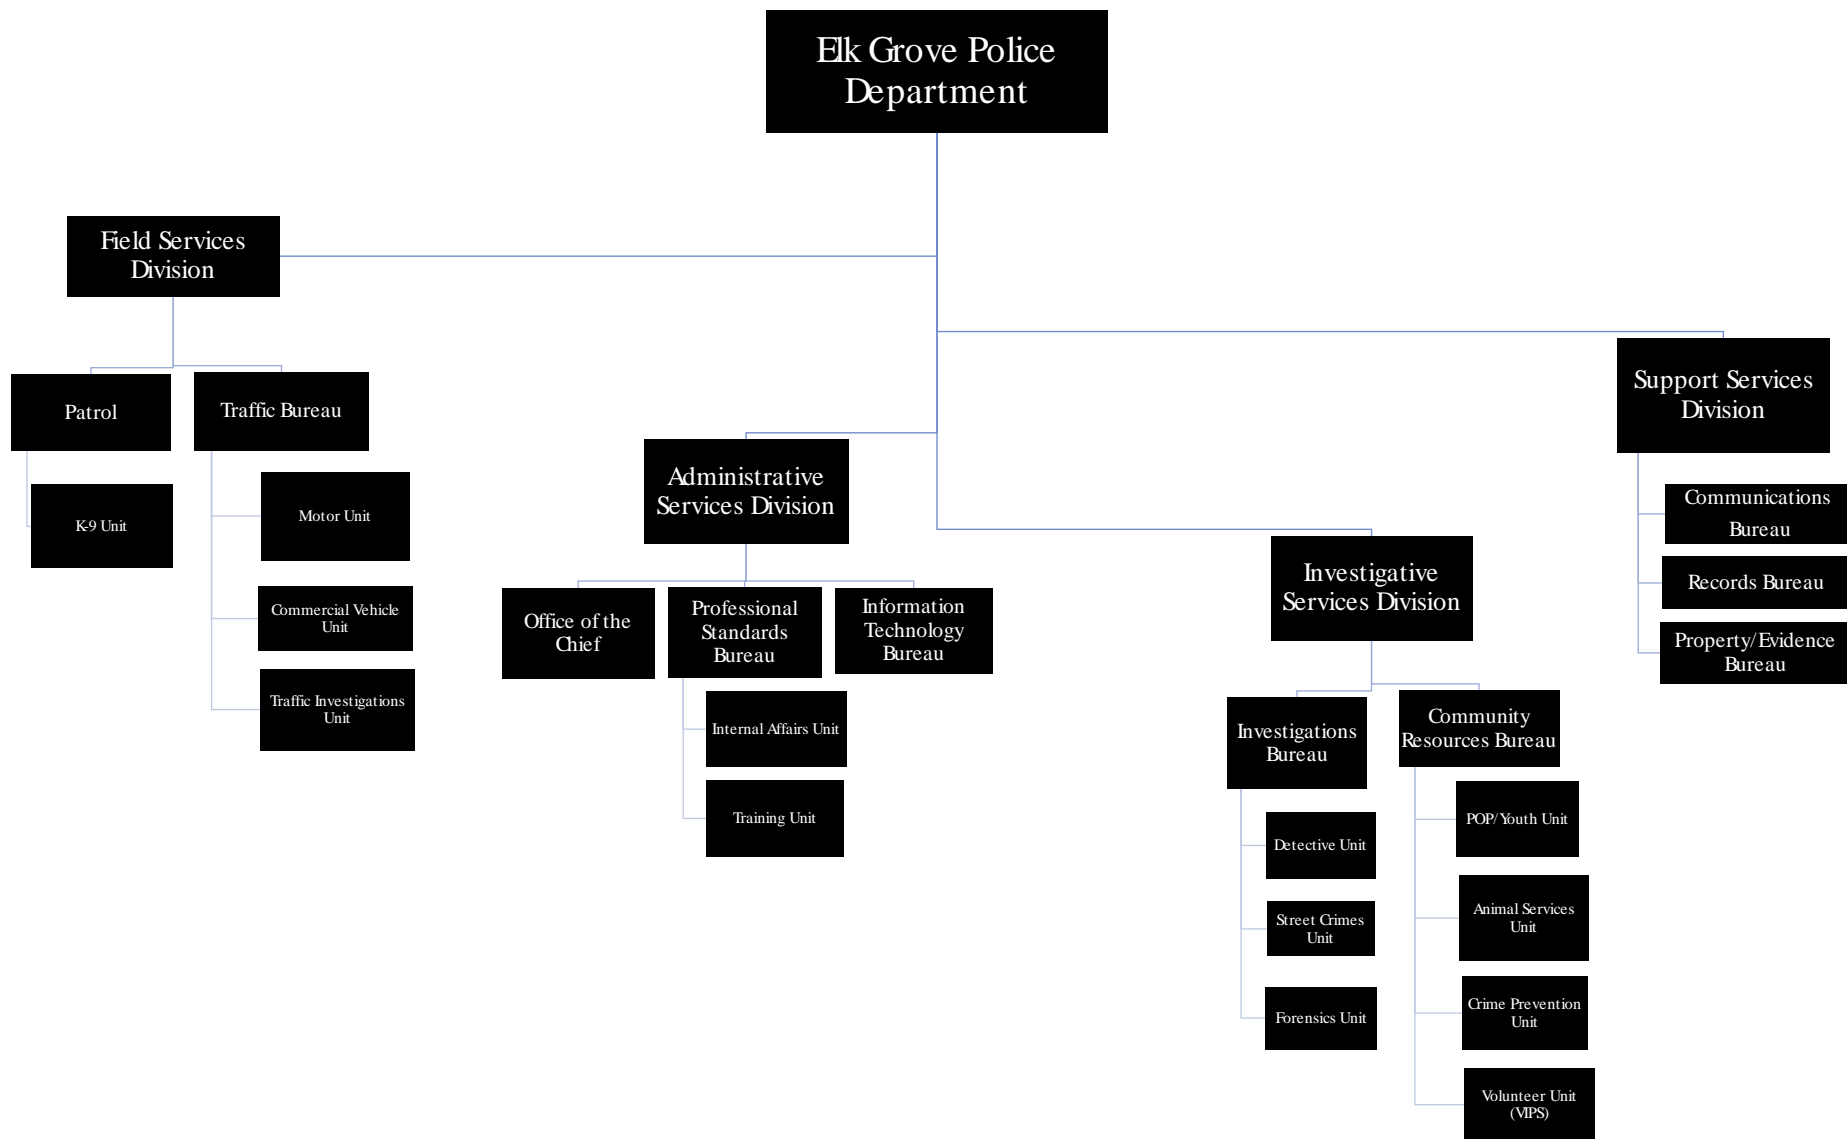 Elk Grove Police
Department
Field Services
Division
Support Services
Division
Patrol
Traffic Bureau
Administrative
Services Division
K-9 Unit
Motor Unit
Communications
Bureau
Investigative
Services Division
Records Bureau
Commercial Vehicle
Unit
Office of the
Chief
Professional
Standards
Bureau
Information
Technology
Bureau
Property/Evidence
Bureau
Traffic Investigations
Unit
Internal Affairs Unit
Investigations
Bureau
Community
Resources Bureau
Training Unit
POP/Youth Unit
Detective Unit
Animal Services
Unit
Street Crimes
Unit
Crime Prevention
Unit
Forensics Unit
Volunteer Unit
(VIPS)